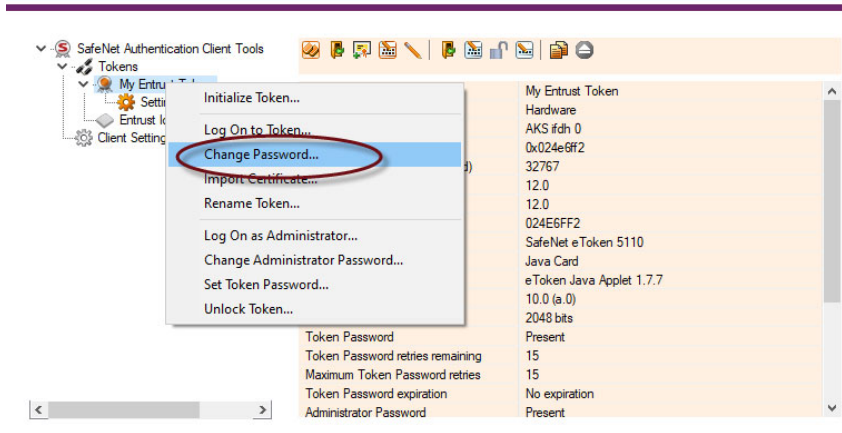 SafeNet Authentication Client Tools
Tokens
My Entrust
Client Setting
Initialize Token...
Log On to Token...
Change Password...
Import Certificate...
Rename Token...
Log On as Administrator...
Change Administrator Password...
Set Token Password...
Unlock Token...
My Entrust Token
Hardware
AKS ifdh 0
0x024e6ff2
32767
12.0
12.0
024E6FF2
SafeNet eToken 5110
Java Card
eToken Java Applet 1.7.7
10.0 (a.0)
2048 bits
Token Password Present
Token Password retries remaining 15
Maximum Token Password retries 15
Token Password expiration No expiration
Administrator Password Present